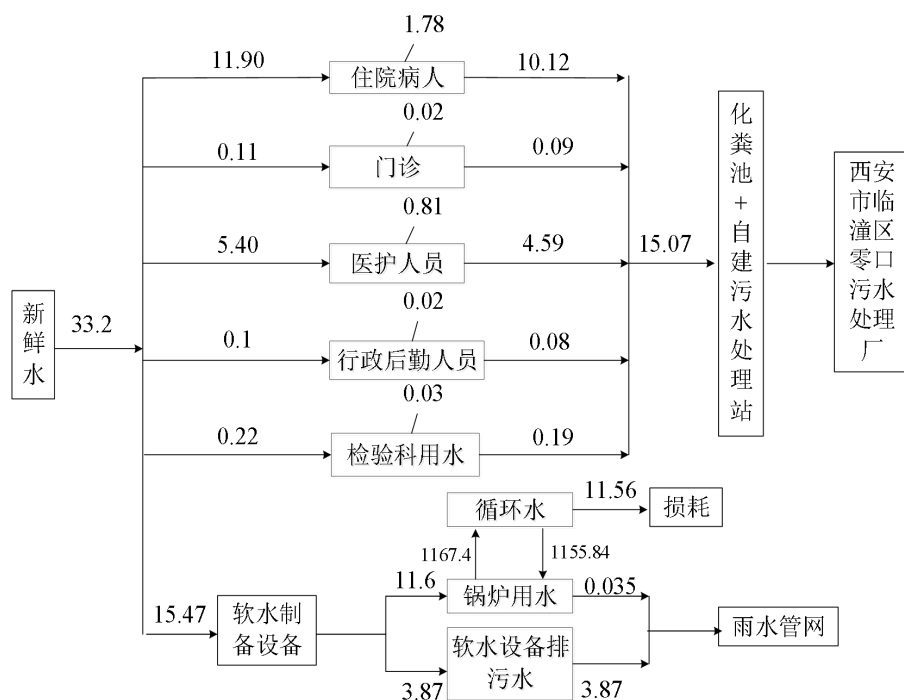 1.78
11.90
住院病人
10.12
0.02
0.11
门诊
0.09
0.81
5.40
医护人员
4.59
15.07
0.02
新鲜水
33.2
0.1
行政后勤人员
0.08
0.03
0.22
检验科用水
0.19
化粪池+自建污水处理站
西安
市临
潼区
零口
污水
处理
厂
循环水
11.56
损耗
1167.4
1155.84
11.6
锅炉用水
0.035
15.47
软水制
备设备
雨水管网
软水设备排
污水
3.87
3.87